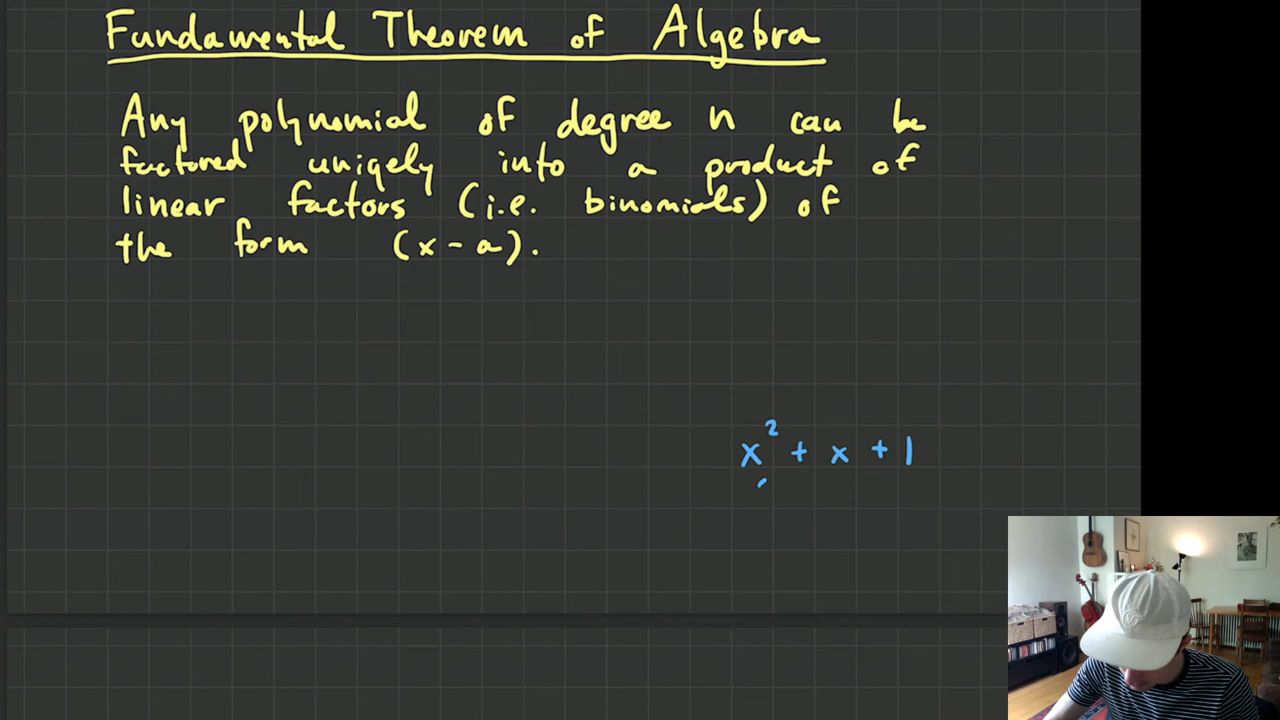 Fundamental Theorem of Algebra
Any polynomial of degree n can be
factored uniqely into a product of
linear factors (i.e. binomials) of
the form (x - a).
x² + x + 1